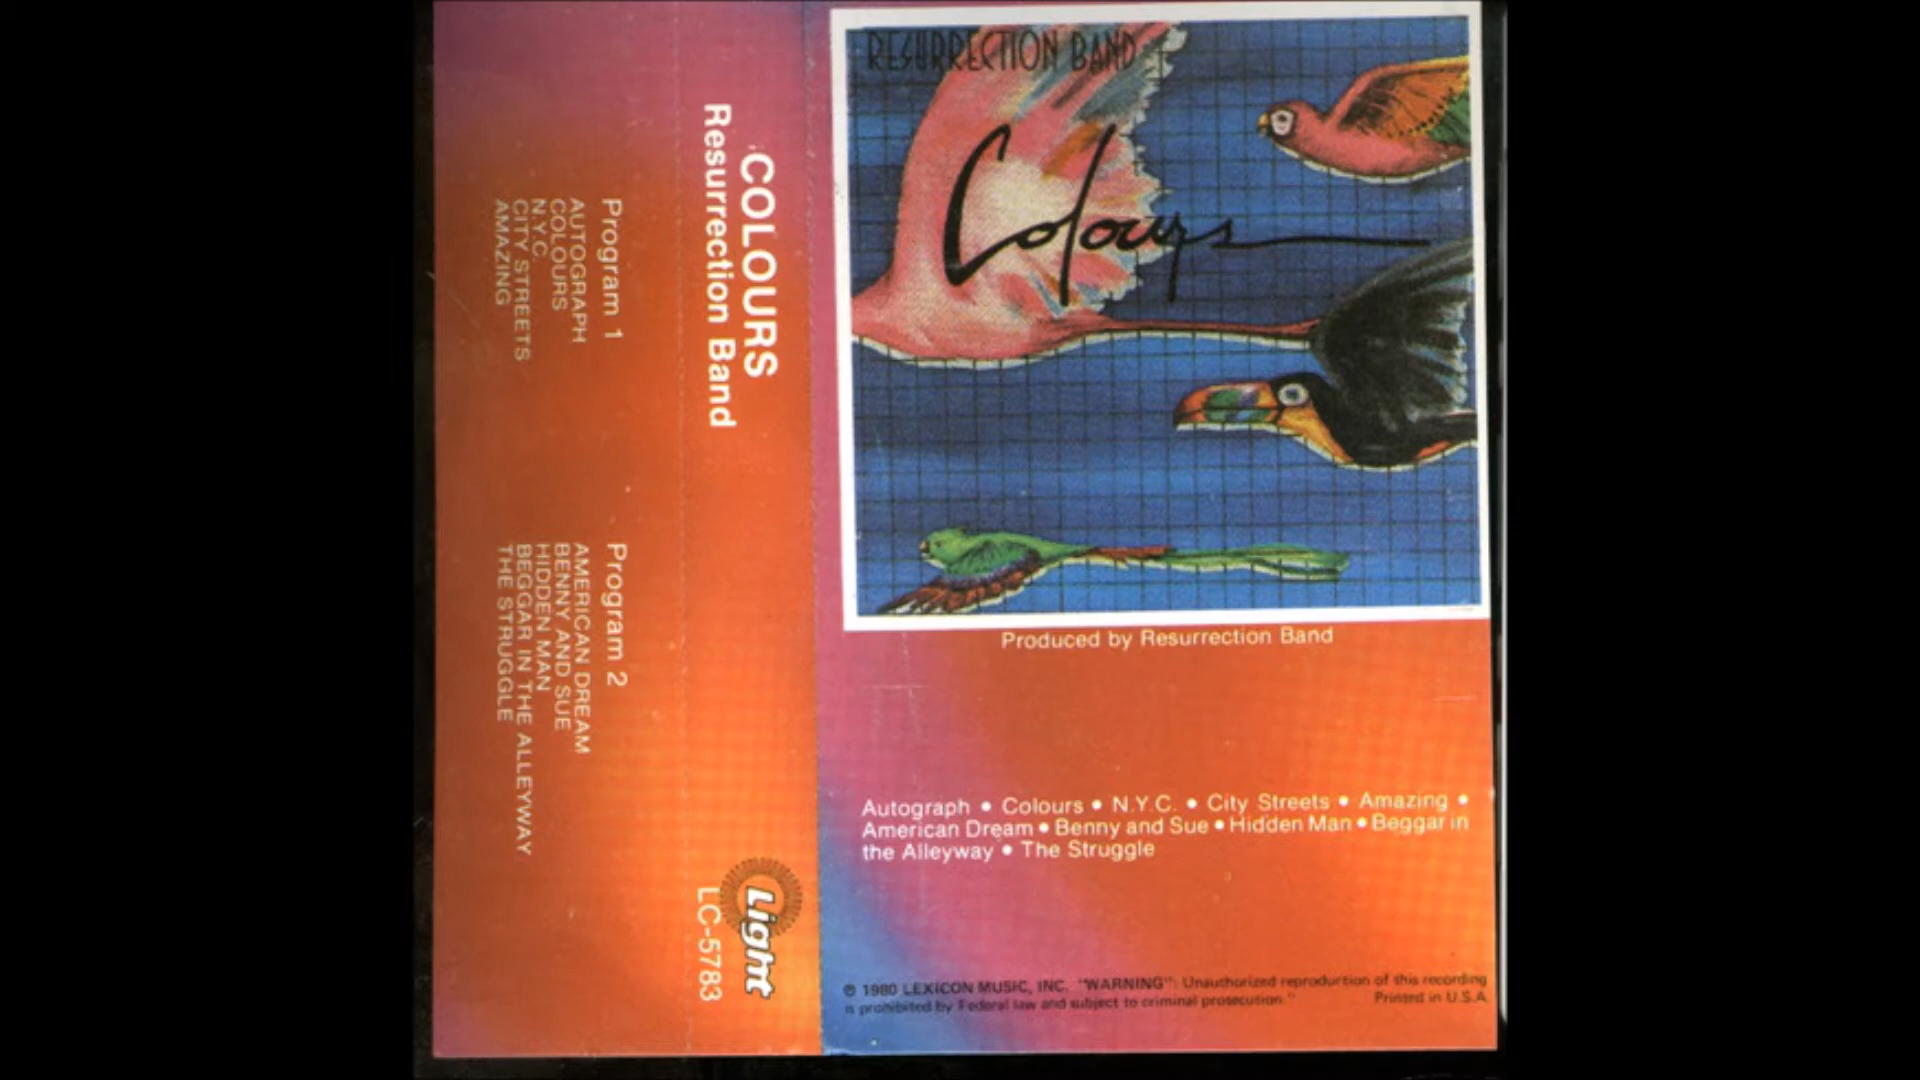 Program 1
AUTOGRAPH
COLOURS
N.Y.C.
CITY STREETS
AMAZING
Program 2
AMERICAN DREAM
BENNY AND SUE
HIDDEN MAN
BEGGAR IN THE ALLEYWAY
THE STRUGGLE
COLOURS
Resurrection Band
Light
LC-5783
RESURRECTION BAND
Colours
Produced by Resurrection Band
Autograph • Colours • N.Y.C. • City Streets • Amazing •
American Dream • Benny and Sue • Hidden Man • Beggar in
the Alleyway • The Struggle
℗ 1980 LEXICON MUSIC, INC. "WARNING": Unauthorized reproduction of this recording
is prohibited by Federal law and subject to criminal prosecution."
Printed in U.S.A.